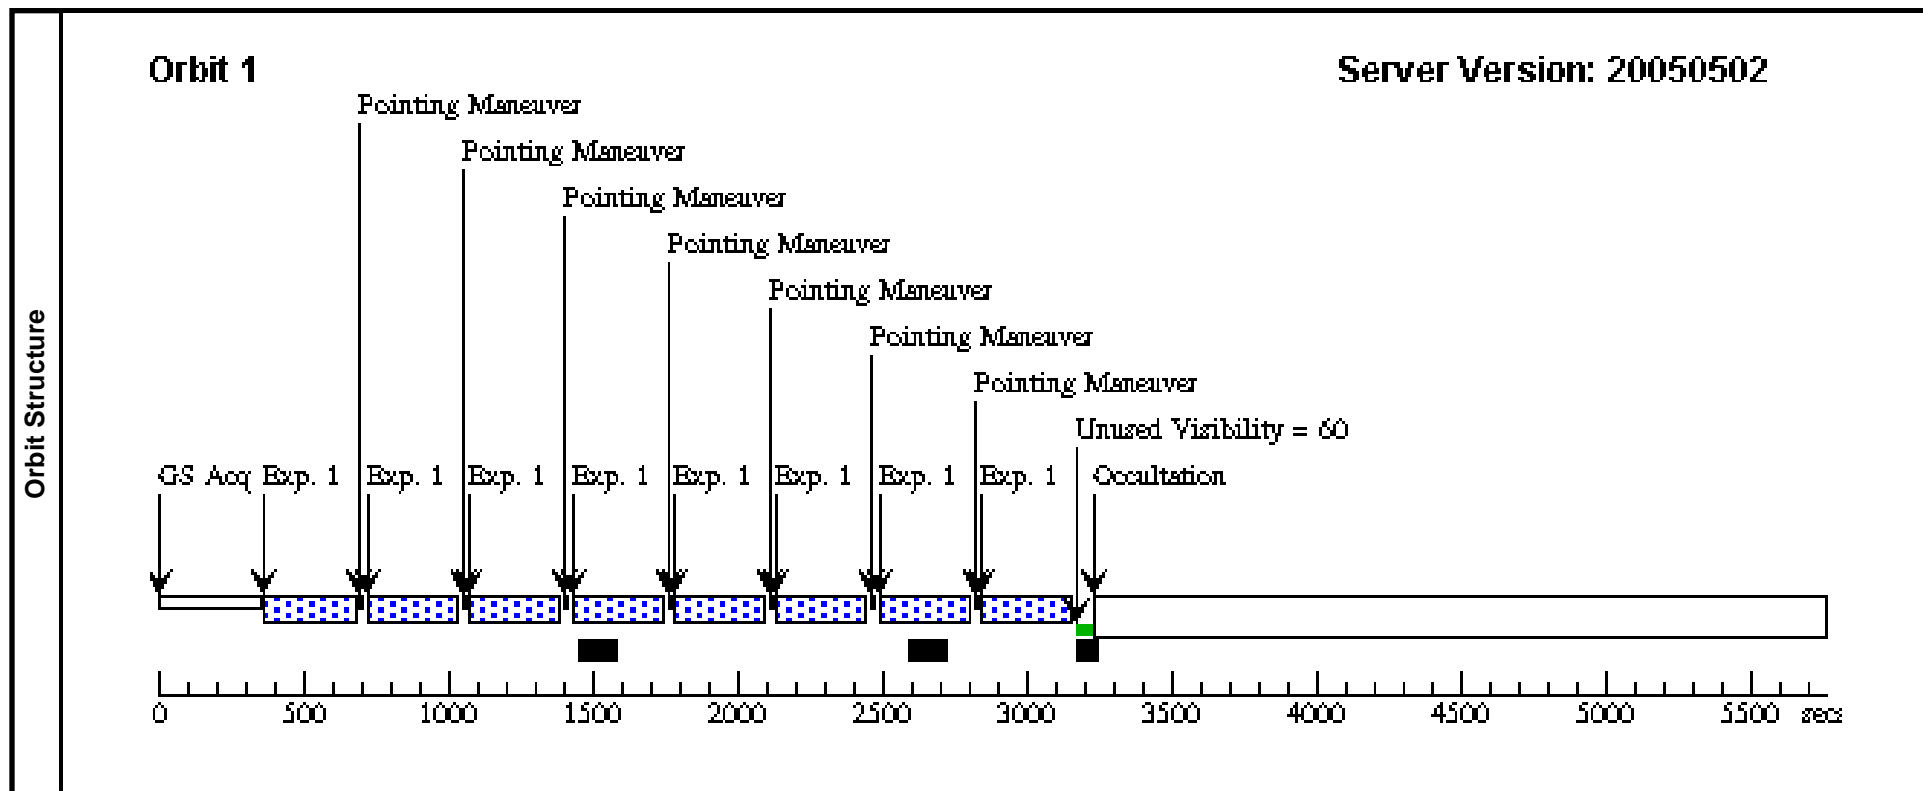 Orbit Structure
Orbit 1
Server Version: 20050502
Pointing Maneuver
Pointing Maneuver
Pointing Maneuver
Pointing Maneuver
Pointing Maneuver
Pointing Maneuver
Pointing Maneuver
Unused Visibility = 60
GS Acq Exp. 1 Exp. 1 Exp. 1 Exp. 1 Exp. 1 Exp. 1 Exp. 1 Exp. 1 Occultation
0 500 1000 1500 2000 2500 3000 3500 4000 4500 5000 5500 secs